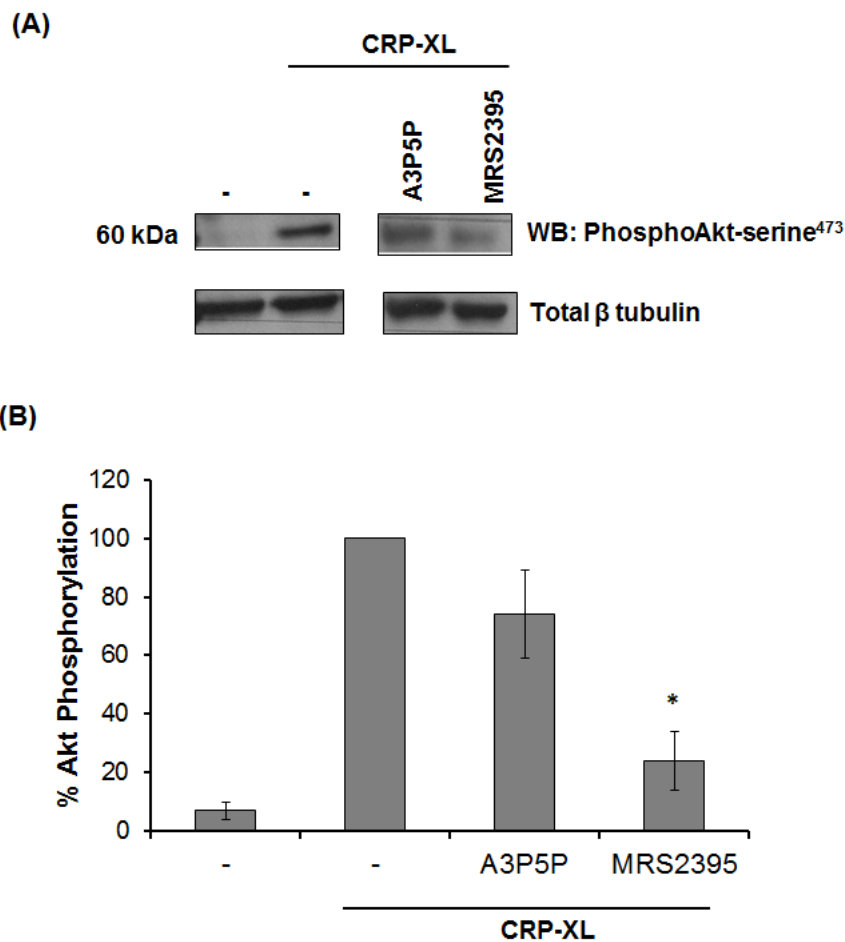 (A)
CRP-XL
- - A3P5P MRS2395
60 kDa WB: PhosphoAkt-serine⁴⁷³
Total β tubulin
(B)
% Akt Phosphorylation
120
100
80
60
40
20
0
*
- - A3P5P MRS2395
CRP-XL